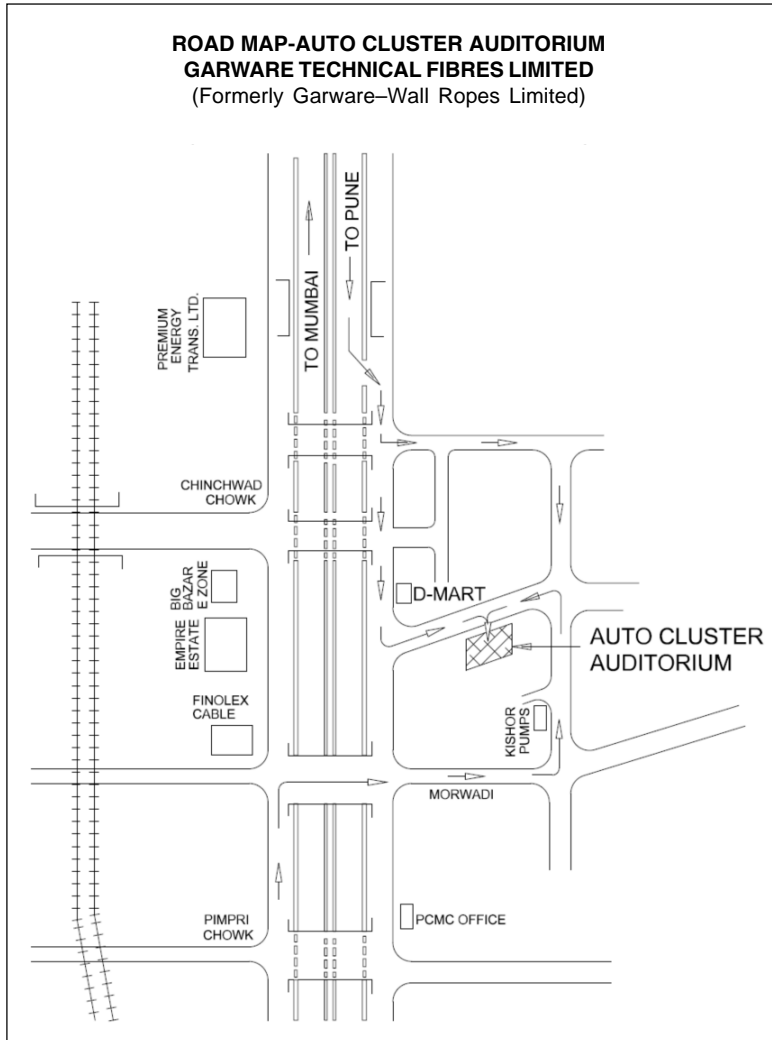 ROAD MAP-AUTO CLUSTER AUDITORIUM
GARWARE TECHNICAL FIBRES LIMITED
(Formerly Garware–Wall Ropes Limited)
TO MUMBAI
TO PUNE
PREMIUM
ENERGY
TRANS. LTD.
CHINCHWAD
CHOWK
BIG
BAZAR
E ZONE
D-MART
EMPIRE
ESTATE
AUTO CLUSTER
AUDITORIUM
FINOLEX
CABLE
KISHOR
PUMPS
MORWADI
PIMPRI
CHOWK
PCMC OFFICE